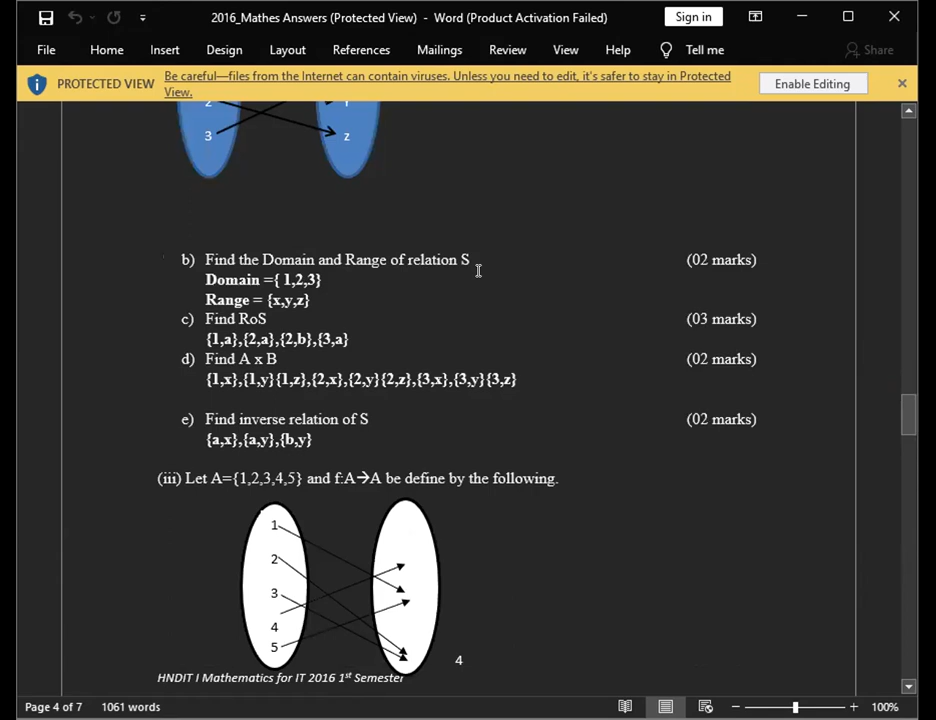 2016_Mathes Answers (Protected View) - Word (Product Activation Failed)
Sign in
File Home Insert Design Layout References Mailings Review View Help Tell me Share
PROTECTED VIEW Be careful—files from the Internet can contain viruses. Unless you need to edit, it's safer to stay in Protected
View.
Enable Editing
2
3 z
b) Find the Domain and Range of relation S (02 marks)
Domain ={ 1,2,3}
Range = {x,y,z}
c) Find RoS (03 marks)
{1,a},{2,a},{2,b},{3,a}
d) Find A x B (02 marks)
{1,x},{1,y}{1,z},{2,x},{2,y}{2,z},{3,x},{3,y}{3,z}
e) Find inverse relation of S (02 marks)
{a,x},{a,y},{b,y}
(iii) Let A={1,2,3,4,5} and f:A→A be define by the following.
1
2
3
4
5
4
HNDIT I Mathematics for IT 2016 1st Semester
Page 4 of 7 1061 words 100%